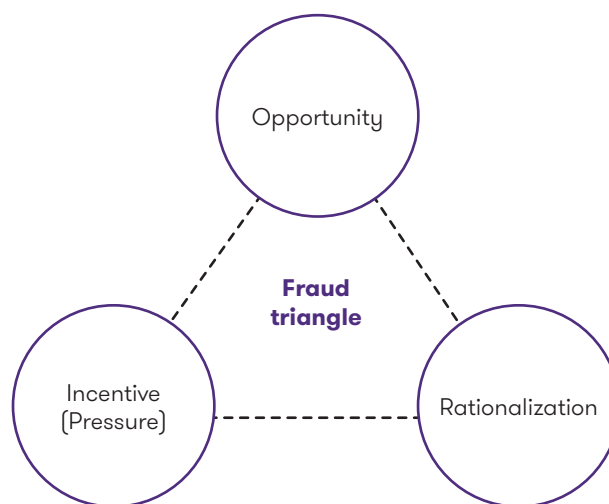 Opportunity
Fraud
triangle
Incentive
(Pressure)
Rationalization